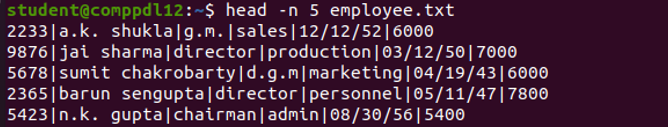 student@comppdl12:~$ head -n 5 employee.txt
2233|a.k. shukla|g.m.|sales|12/12/52|6000
9876|jai sharma|director|production|03/12/50|7000
5678|sumit chakrobarty|d.g.m|marketing|04/19/43|6000
2365|barun sengupta|director|personnel|05/11/47|7800
5423|n.k. gupta|chairman|admin|08/30/56|5400